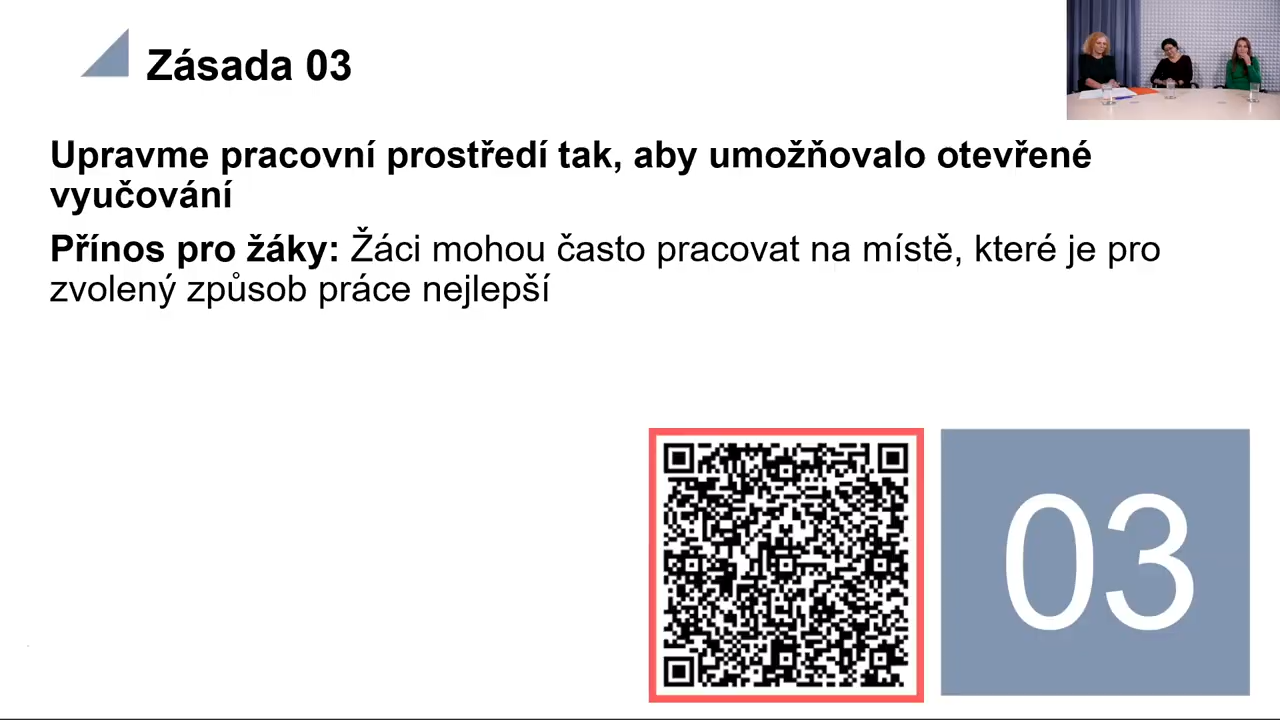 Zásada 03
Upravme pracovní prostředí tak, aby umožňovalo otevřené
vyučování
Přínos pro žáky: Žáci mohou často pracovat na místě, které je pro
zvolený způsob práce nejlepší
03